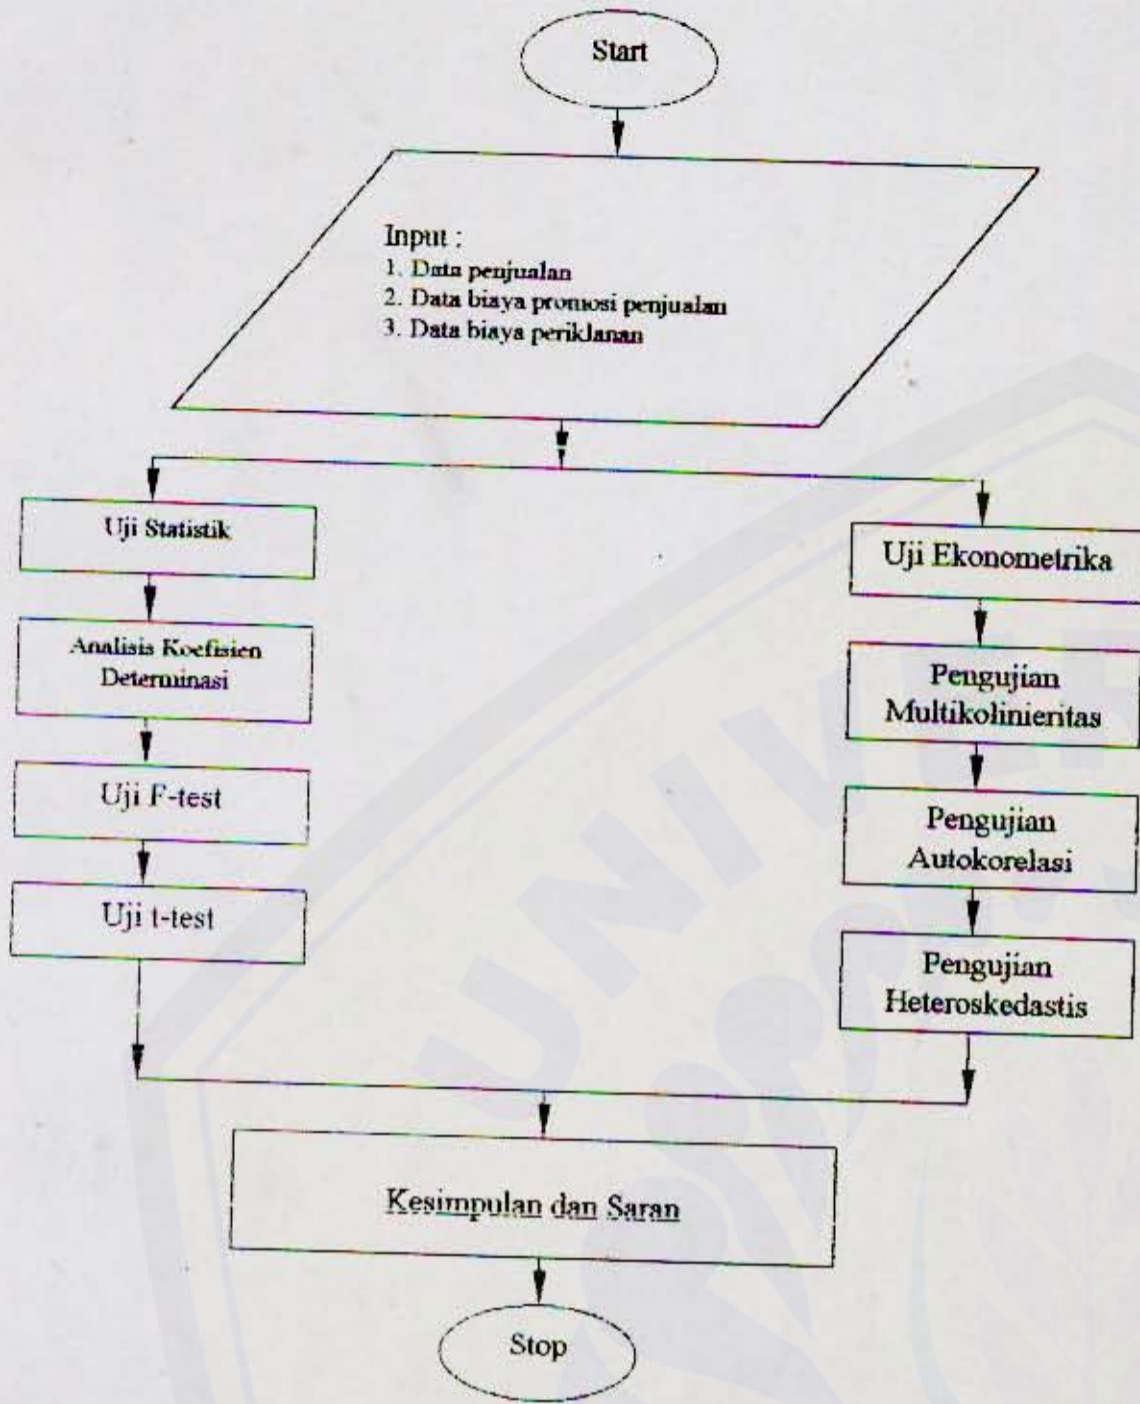 Start
Input :
1. Data penjualan
2. Data biaya promosi penjualan
3. Data biaya periklanan
Uji Statistik
Analisis Koefisien
Determinasi
Uji F-test
Uji t-test
Uji Ekonometrika
Pengujian
Multikolinieritas
Pengujian
Autokorelasi
Pengujian
Heteroskedastis
Kesimpulan dan Saran
Stop